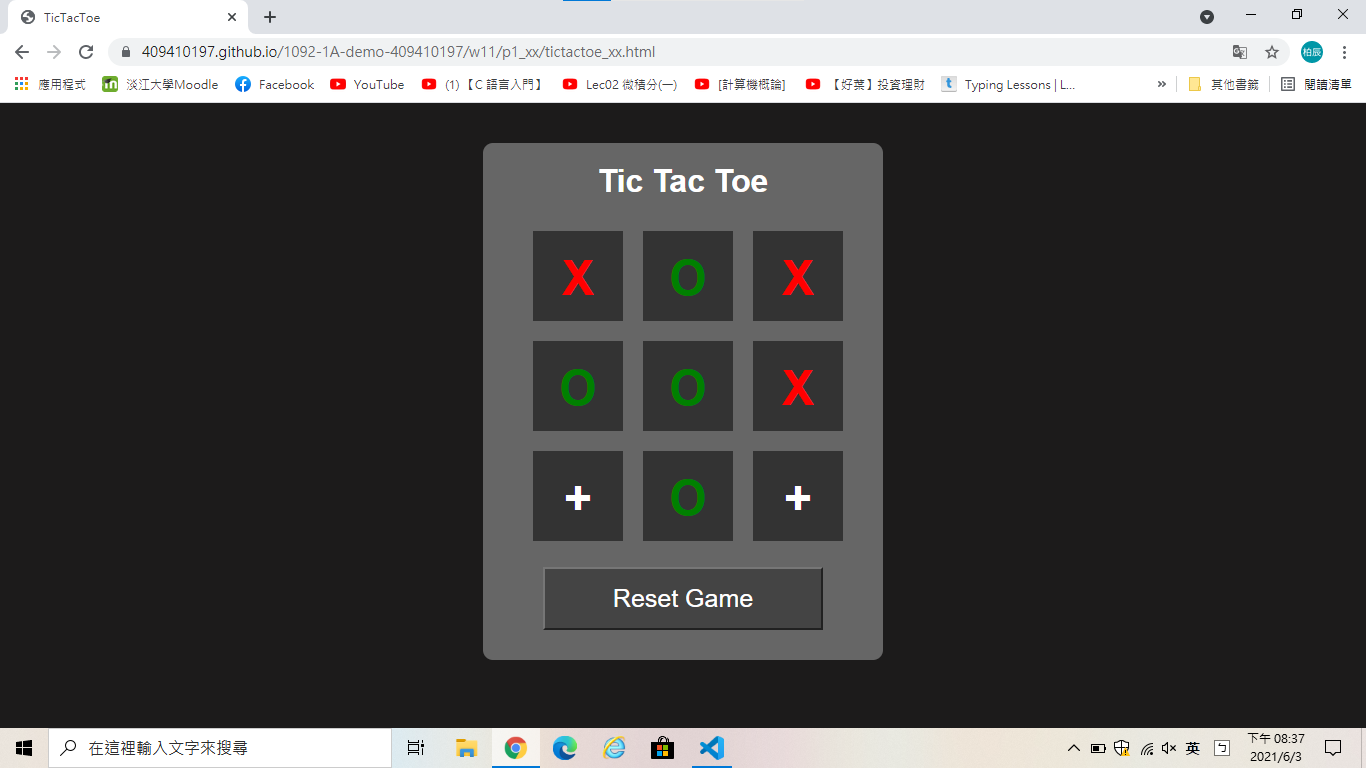 TicTacToe
409410197.github.io/1092-1A-demo-409410197/w11/p1_xx/tictactoe_xx.html
柏辰
應用程式 淡江大學Moodle Facebook YouTube (1)【C 語言入門】 Lec02 微積分(一) [計算機概論] 【好葉】投資理財 Typing Lessons | L... » 其他書籤 閱讀清單
Tic Tac Toe
X O X
O O X
+ O +
Reset Game
在這裡輸入文字來搜尋
英 ㄅ 下午 08:37
2021/6/3